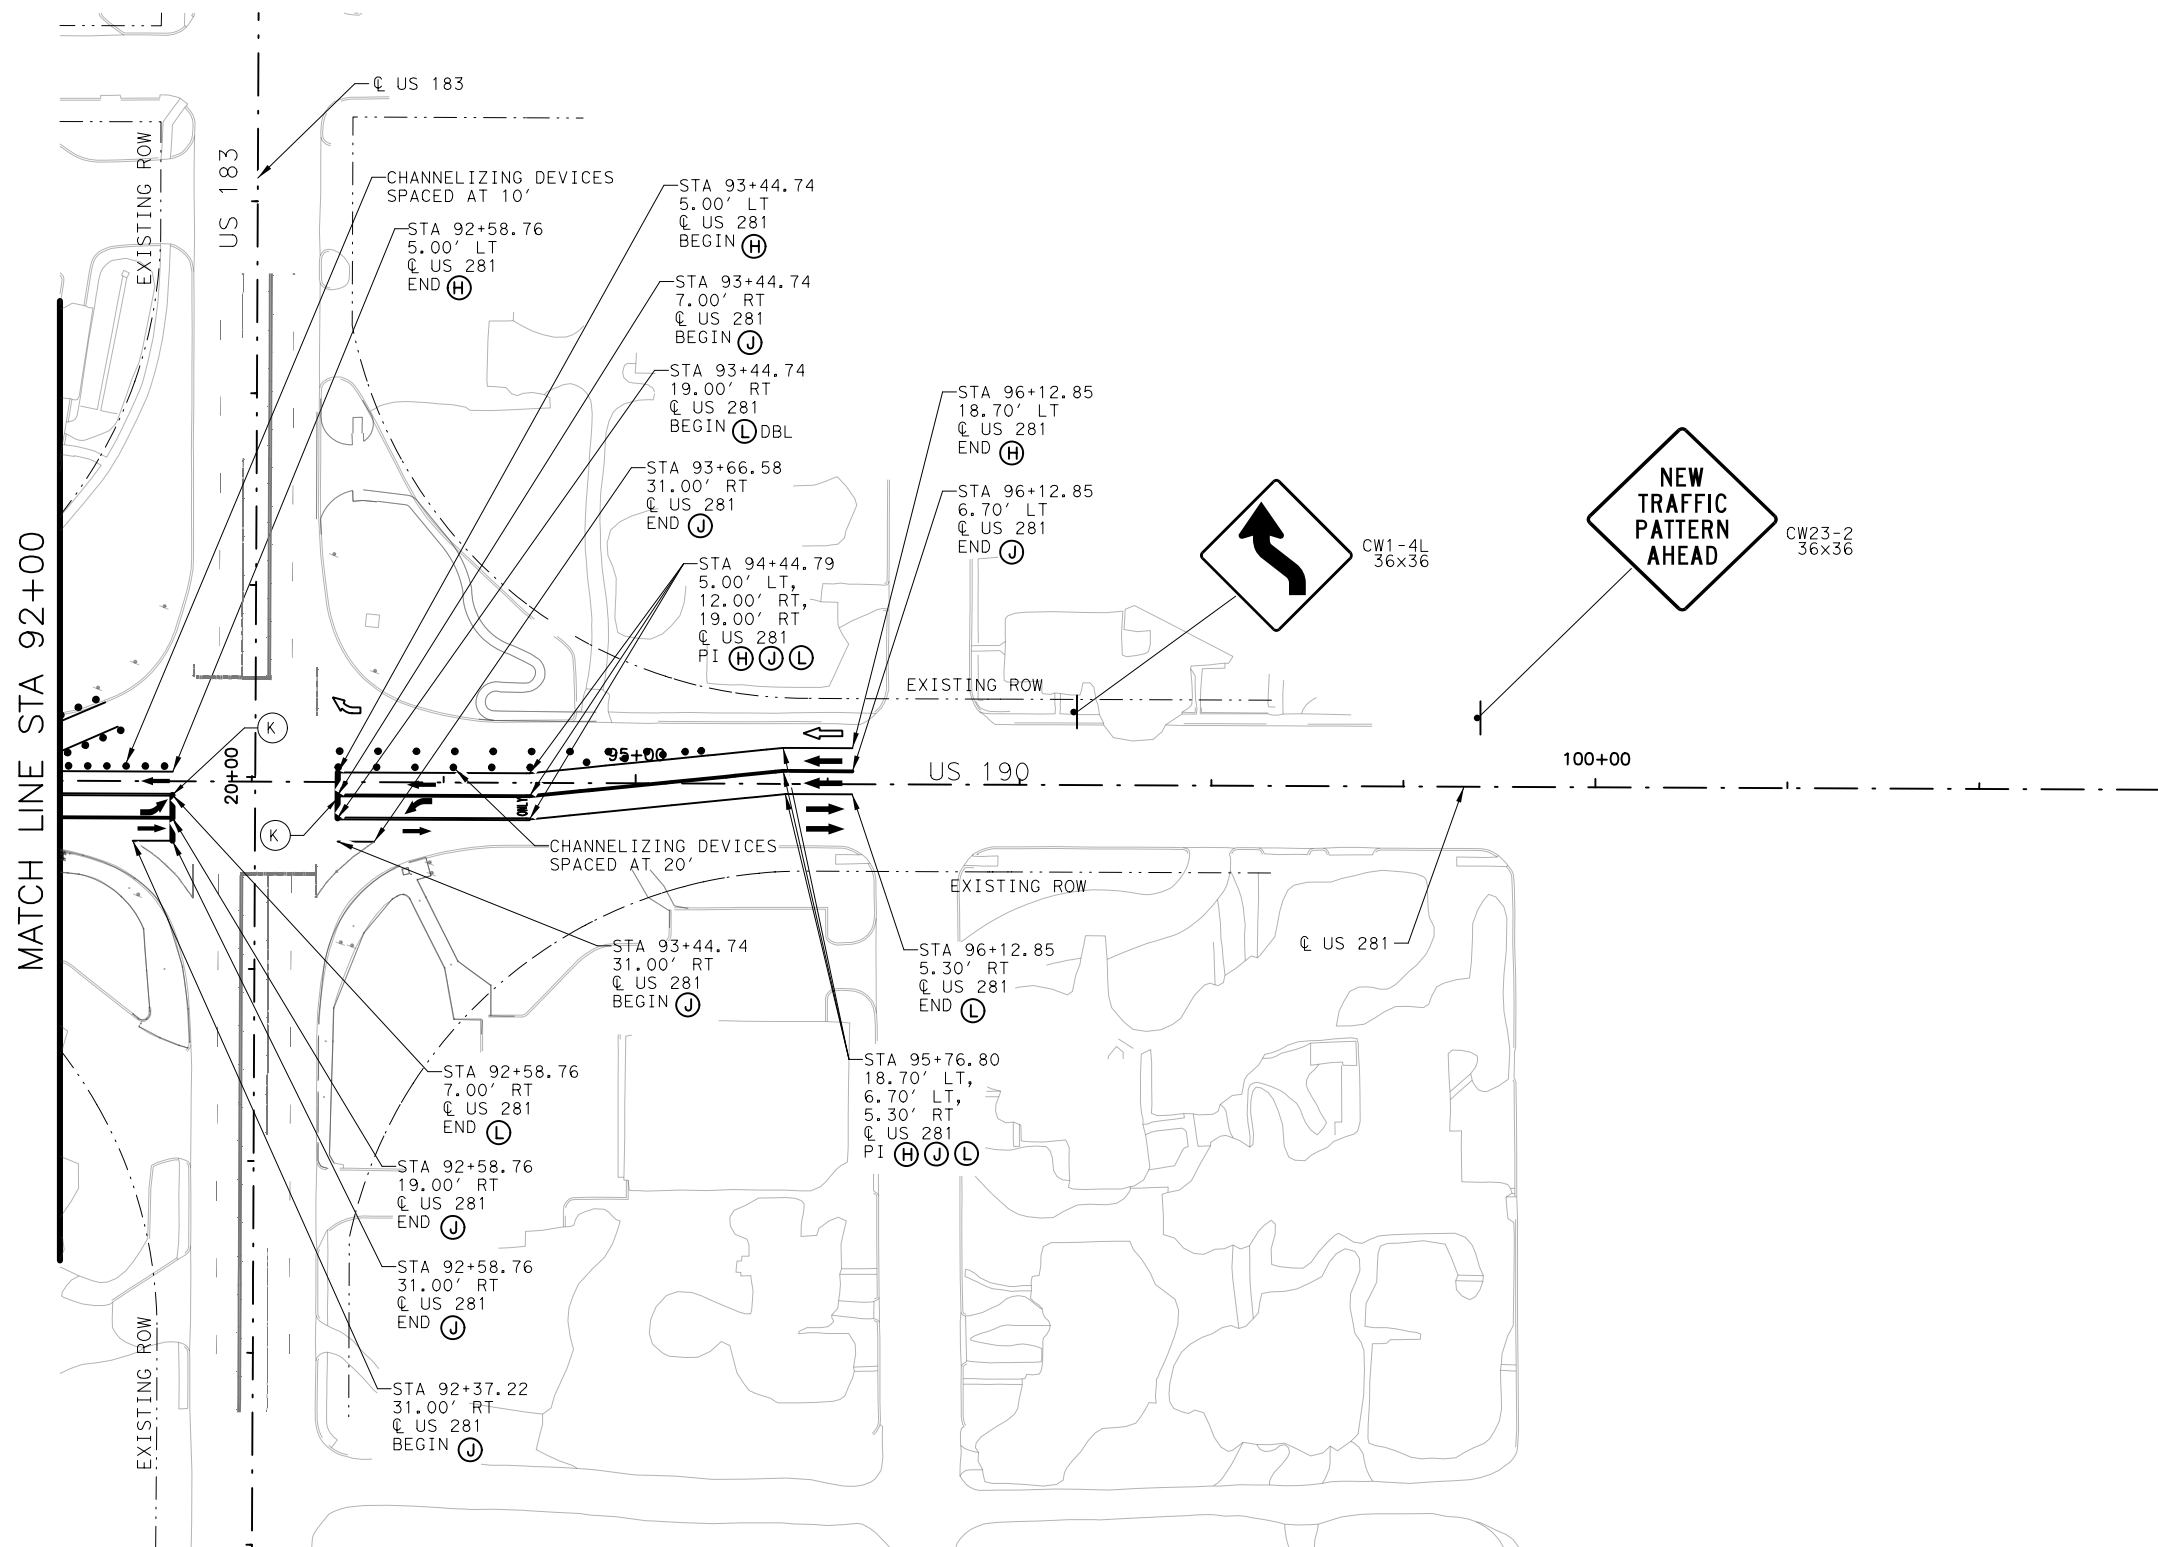 ℄ US 183
EXISTING ROW
US 183
CHANNELIZING DEVICES
SPACED AT 10'
STA 92+58.76
5.00' LT
℄ US 281
END H
STA 93+44.74
5.00' LT
℄ US 281
BEGIN H
STA 93+44.74
7.00' RT
℄ US 281
BEGIN J
STA 93+44.74
19.00' RT
℄ US 281
BEGIN L DBL
STA 93+66.58
31.00' RT
℄ US 281
END J
STA 94+44.79
5.00' LT,
12.00' RT,
19.00' RT
℄ US 281
PI H J L
STA 96+12.85
18.70' LT
℄ US 281
END H
STA 96+12.85
6.70' LT
℄ US 281
END J
CW1-4L
36x36
NEW
TRAFFIC
PATTERN
AHEAD
CW23-2
36x36
MATCH LINE STA 92+00
EXISTING ROW
K
20+00
95+00
US 190
100+00
ONLY
K
CHANNELIZING DEVICES
SPACED AT 20'
EXISTING ROW
STA 93+44.74
31.00' RT
℄ US 281
BEGIN J
STA 96+12.85
5.30' RT
℄ US 281
END L
℄ US 281
STA 95+76.80
18.70' LT,
6.70' LT,
5.30' RT
℄ US 281
PI H J L
STA 92+58.76
7.00' RT
℄ US 281
END L
STA 92+58.76
19.00' RT
℄ US 281
END J
STA 92+58.76
31.00' RT
℄ US 281
END J
STA 92+37.22
31.00' RT
℄ US 281
BEGIN J
EXISTING ROW